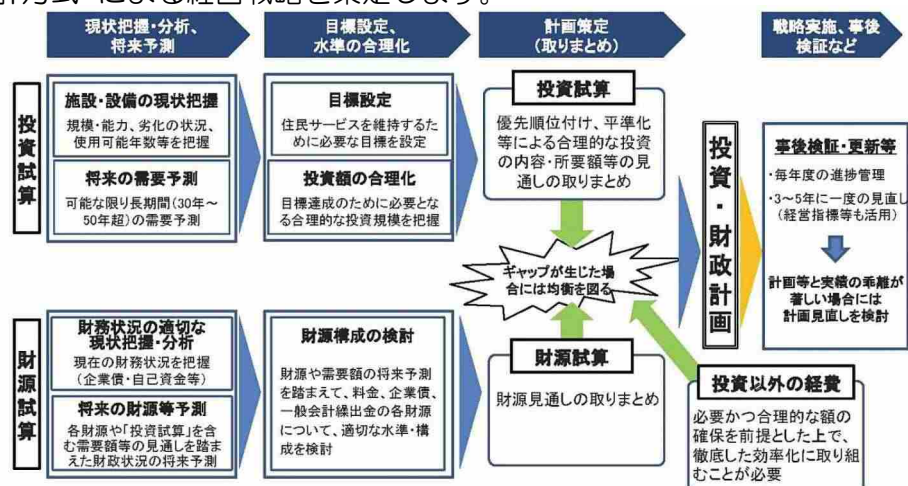 による経営戦略を策定します。
現状把握・分析、
将来予測
目標設定、
水準の合理化
計画策定
(取りまとめ)
戦略実施、事後
検証など
投資試算
施設・設備の現状把握
規模・能力、劣化の状況、
使用可能年数等を把握
将来の需要予測
可能な限り長期間(30年～
50年超)の需要予測
目標設定
住民サービスを維持するた
めに必要な目標を設定
投資額の合理化
目標達成のために必要とな
る合理的な投資規模を把握
投資試算
優先順位付け、平準化
等による合理的な投資
の内容・所要額等の見
通しの取りまとめ
ギャップが生じた場
合には均衡を図る
投資・財政計画
事後検証・更新等
・毎年度の進捗管理
・3～5年に一度の見直し
(経営指標等も活用)
計画等と実績の乖離が
著しい場合には
計画見直しを検討
財源試算
財務状況の適切な
現状把握・分析
現在の財務状況を把握
(企業債・自己資金等)
将来の財源等予測
各財源や「投資試算」を含
む需要額等の見通しを踏ま
えた財政状況の将来予測
財源構成の検討
財源や需要額の将来予測
を踏まえて、料金、企業債、
一般会計繰出金の各財源
について、適切な水準・構
成を検討
財源試算
財源見通しの取りまとめ
投資以外の経費
必要かつ合理的な額の
確保を前提とした上で、
徹底した効率化に取り組
むことが必要